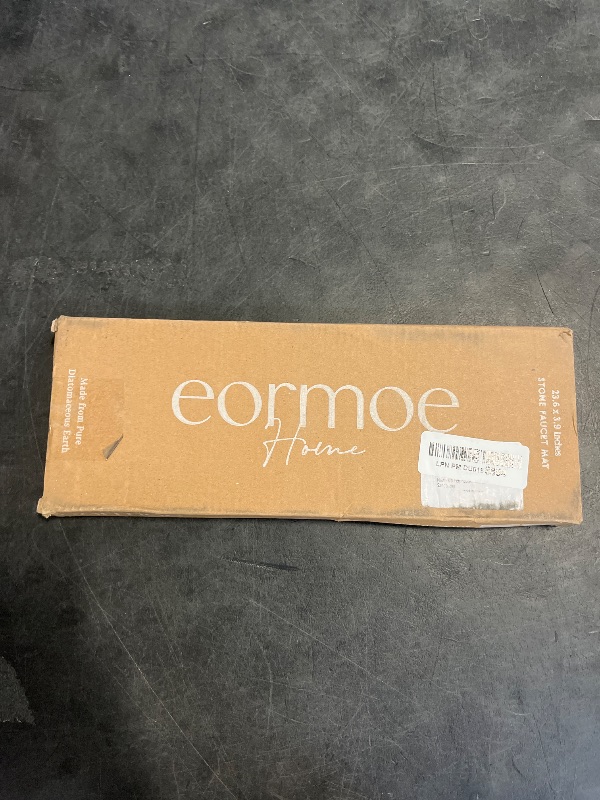 Made from Pure
Diatomaceous Earth
eormoe
Home
23.6 x 3.9 inches
STONE FAUCET MAT